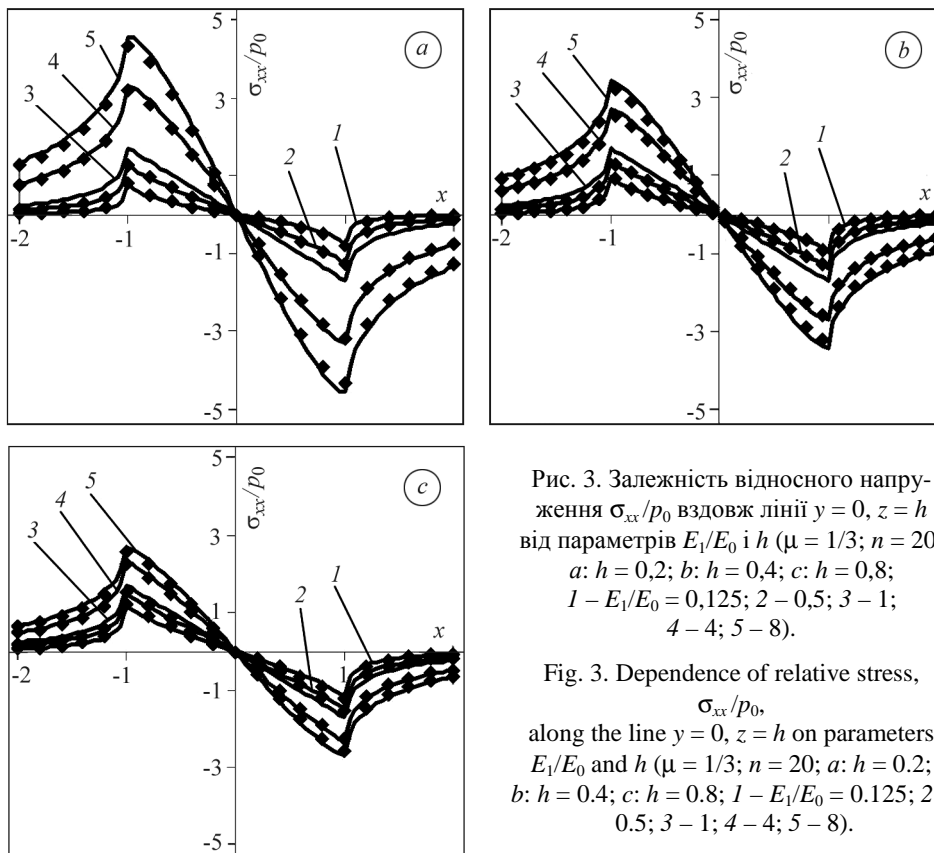 5
σxx/p0
a
5
4
3
3
1
2
1
x
-2
-1
-1
-3
-5
5
σxx/p0
b
5
4
3
3
1
2
1
x
-2
-1
-1
-3
-5
5
σxx/p0
c
5
4
3
3
1
2
1
x
-2
-1
1
-1
-3
-5
Рис. 3. Залежність відносного напру-
ження σxx/p0 вздовж лінії y = 0, z = h
від параметрів E1/E0 і h (μ = 1/3; n = 20
a: h = 0,2; b: h = 0,4; c: h = 0,8;
1 – E1/E0 = 0,125; 2 – 0,5; 3 – 1;
4 – 4; 5 – 8).
Fig. 3. Dependence of relative stress,
σxx/p0,
along the line y = 0, z = h on parameters
E1/E0 and h (μ = 1/3; n = 20; a: h = 0.2;
b: h = 0.4; c: h = 0.8; 1 – E1/E0 = 0.125; 2
0.5; 3 – 1; 4 – 4; 5 – 8).